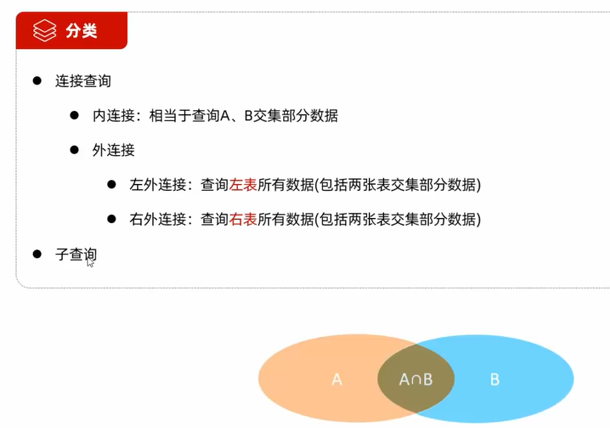 分类
连接查询
内连接：相当于查询A、B交集部分数据
外连接
左外连接：查询左表所有数据(包括两张表交集部分数据)
右外连接：查询右表所有数据(包括两张表交集部分数据)
子查询
A A∩B B